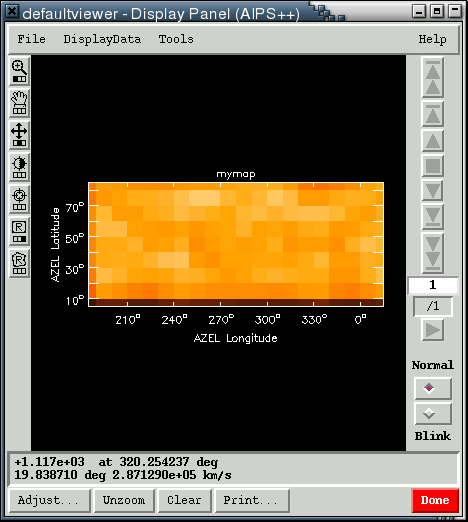 defaultviewer - Display Panel (AIPS++)
File DisplayData Tools Help
mymap
AZEL Latitude
70°
50°
30°
10°
210° 240° 270° 300° 330° 0°
AZEL Longitude
R
R
1
/1
Normal
Blink
+1.117e+03 at 320.254237 deg
19.838710 deg 2.871290e+05 km/s
Adjust... Unzoom Clear Print... Done